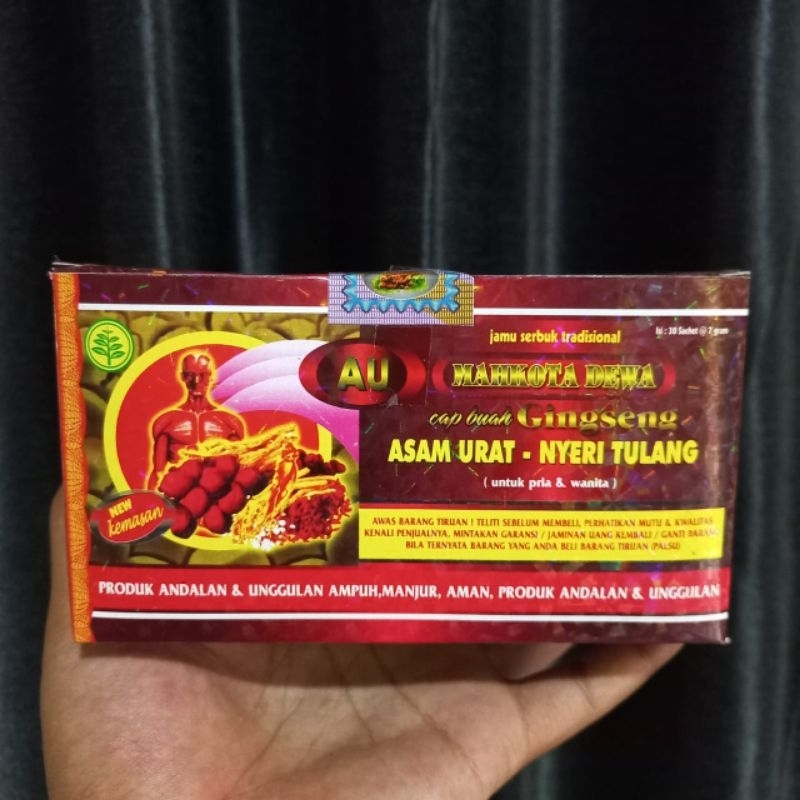 jamu serbuk tradisional
Isi : 30 Sachet @ 7 gram
AU
MAHKOTA DEWA
cap buah Gingseng
ASAM URAT - NYERI TULANG
( untuk pria & wanita )
NEW
kemasan
AWAS BARANG TIRUAN ! TELITI SEBELUM MEMBELI, PERHATIKAN MUTU & KWALITAS
KENALI PENJUALNYA, MINTAKAN GARANSI / JAMINAN UANG KEMBALI / GANTI BARANG
BILA TERNYATA BARANG YANG ANDA BELI BARANG TIRUAN (PALSU)
PRODUK ANDALAN & UNGGULAN AMPUH,MANJUR, AMAN, PRODUK ANDALAN & UNGGULAN